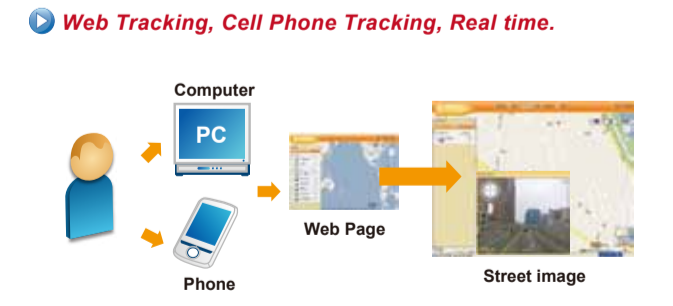 Web Tracking, Cell Phone Tracking, Real time.
Computer
PC
Phone
Web Page
Street image